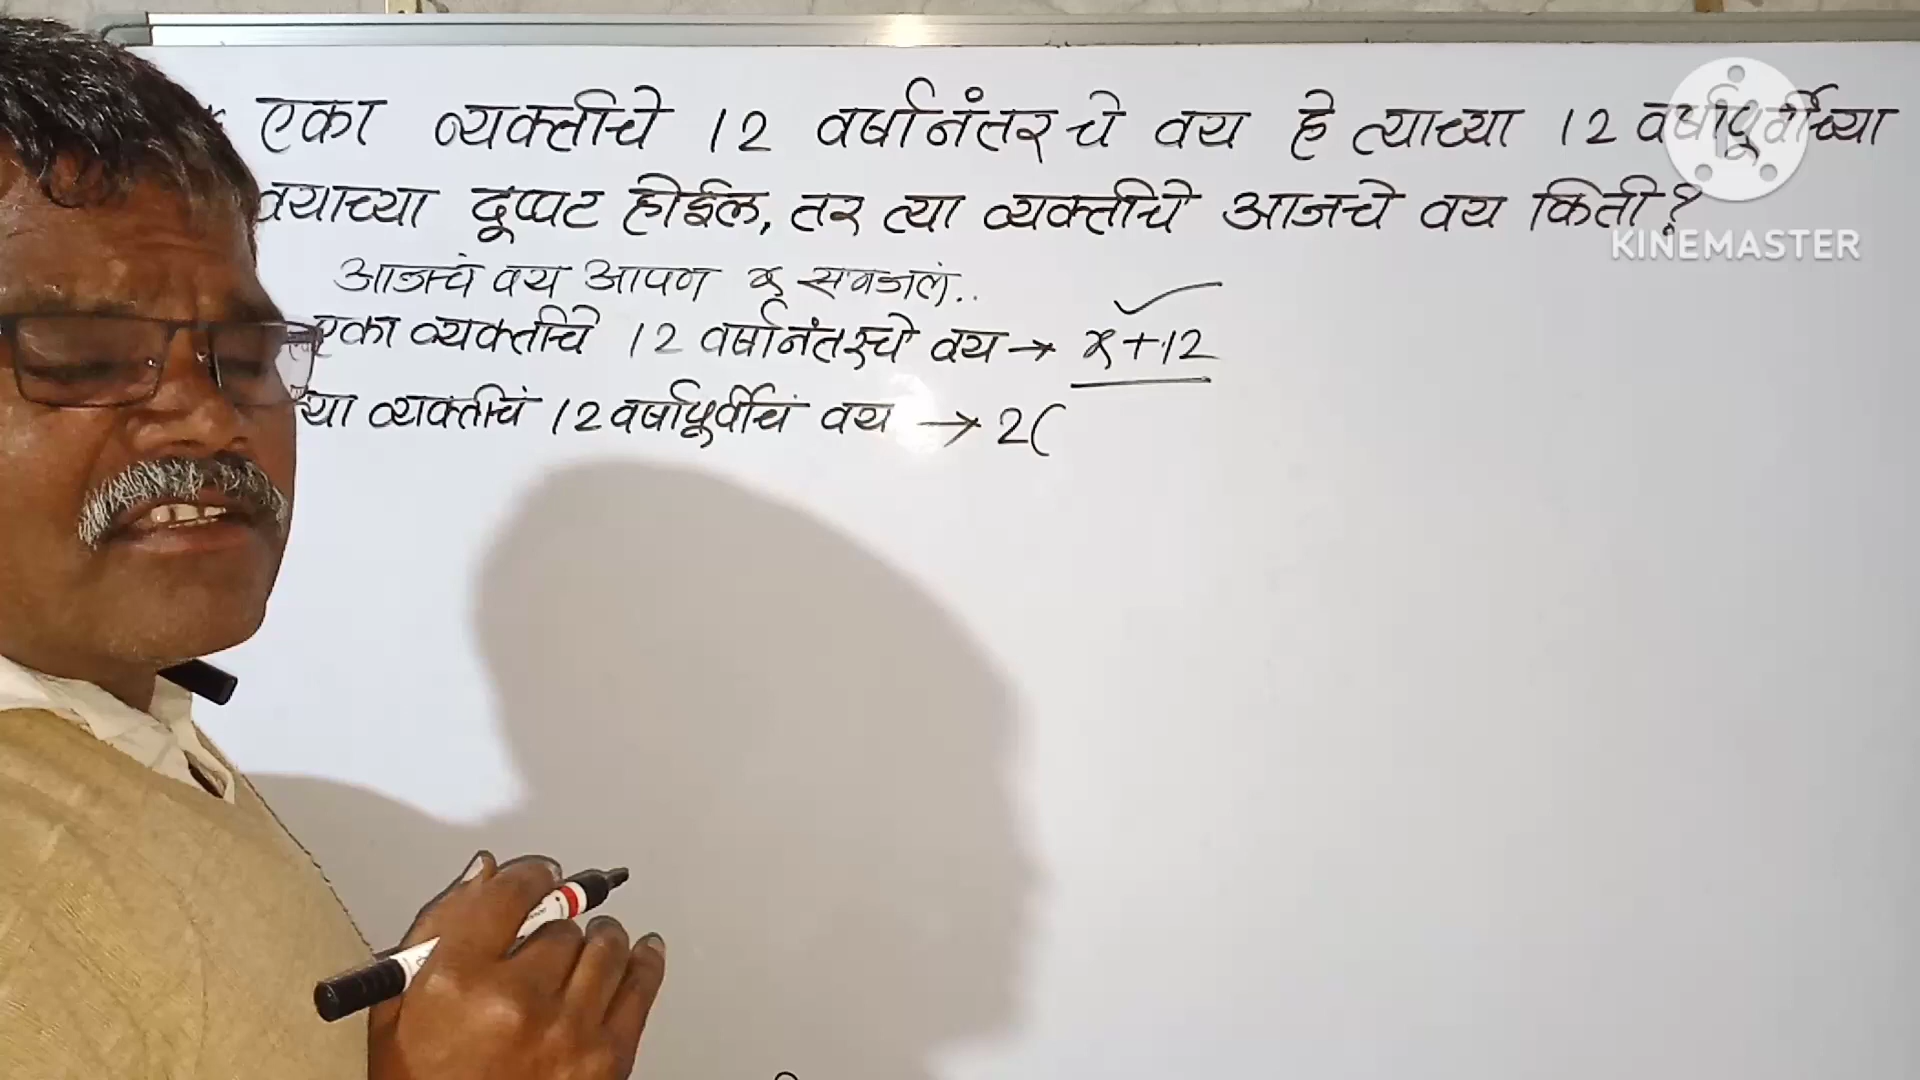 एका व्यक्तीचे 12 वर्षानंतरचे वय हे त्याच्या 12 वर्षापूर्वीच्या
वयाच्या दुप्पट होईल, तर त्या व्यक्तीचे आजचे वय किती?
KINEMASTER
आजचं वय आपण x समजलं..
एका व्यक्तीचे 12 वर्षानंतरचे वय → x+12
त्या व्यक्तीचं 12 वर्षापूर्वीचं वय → 2(